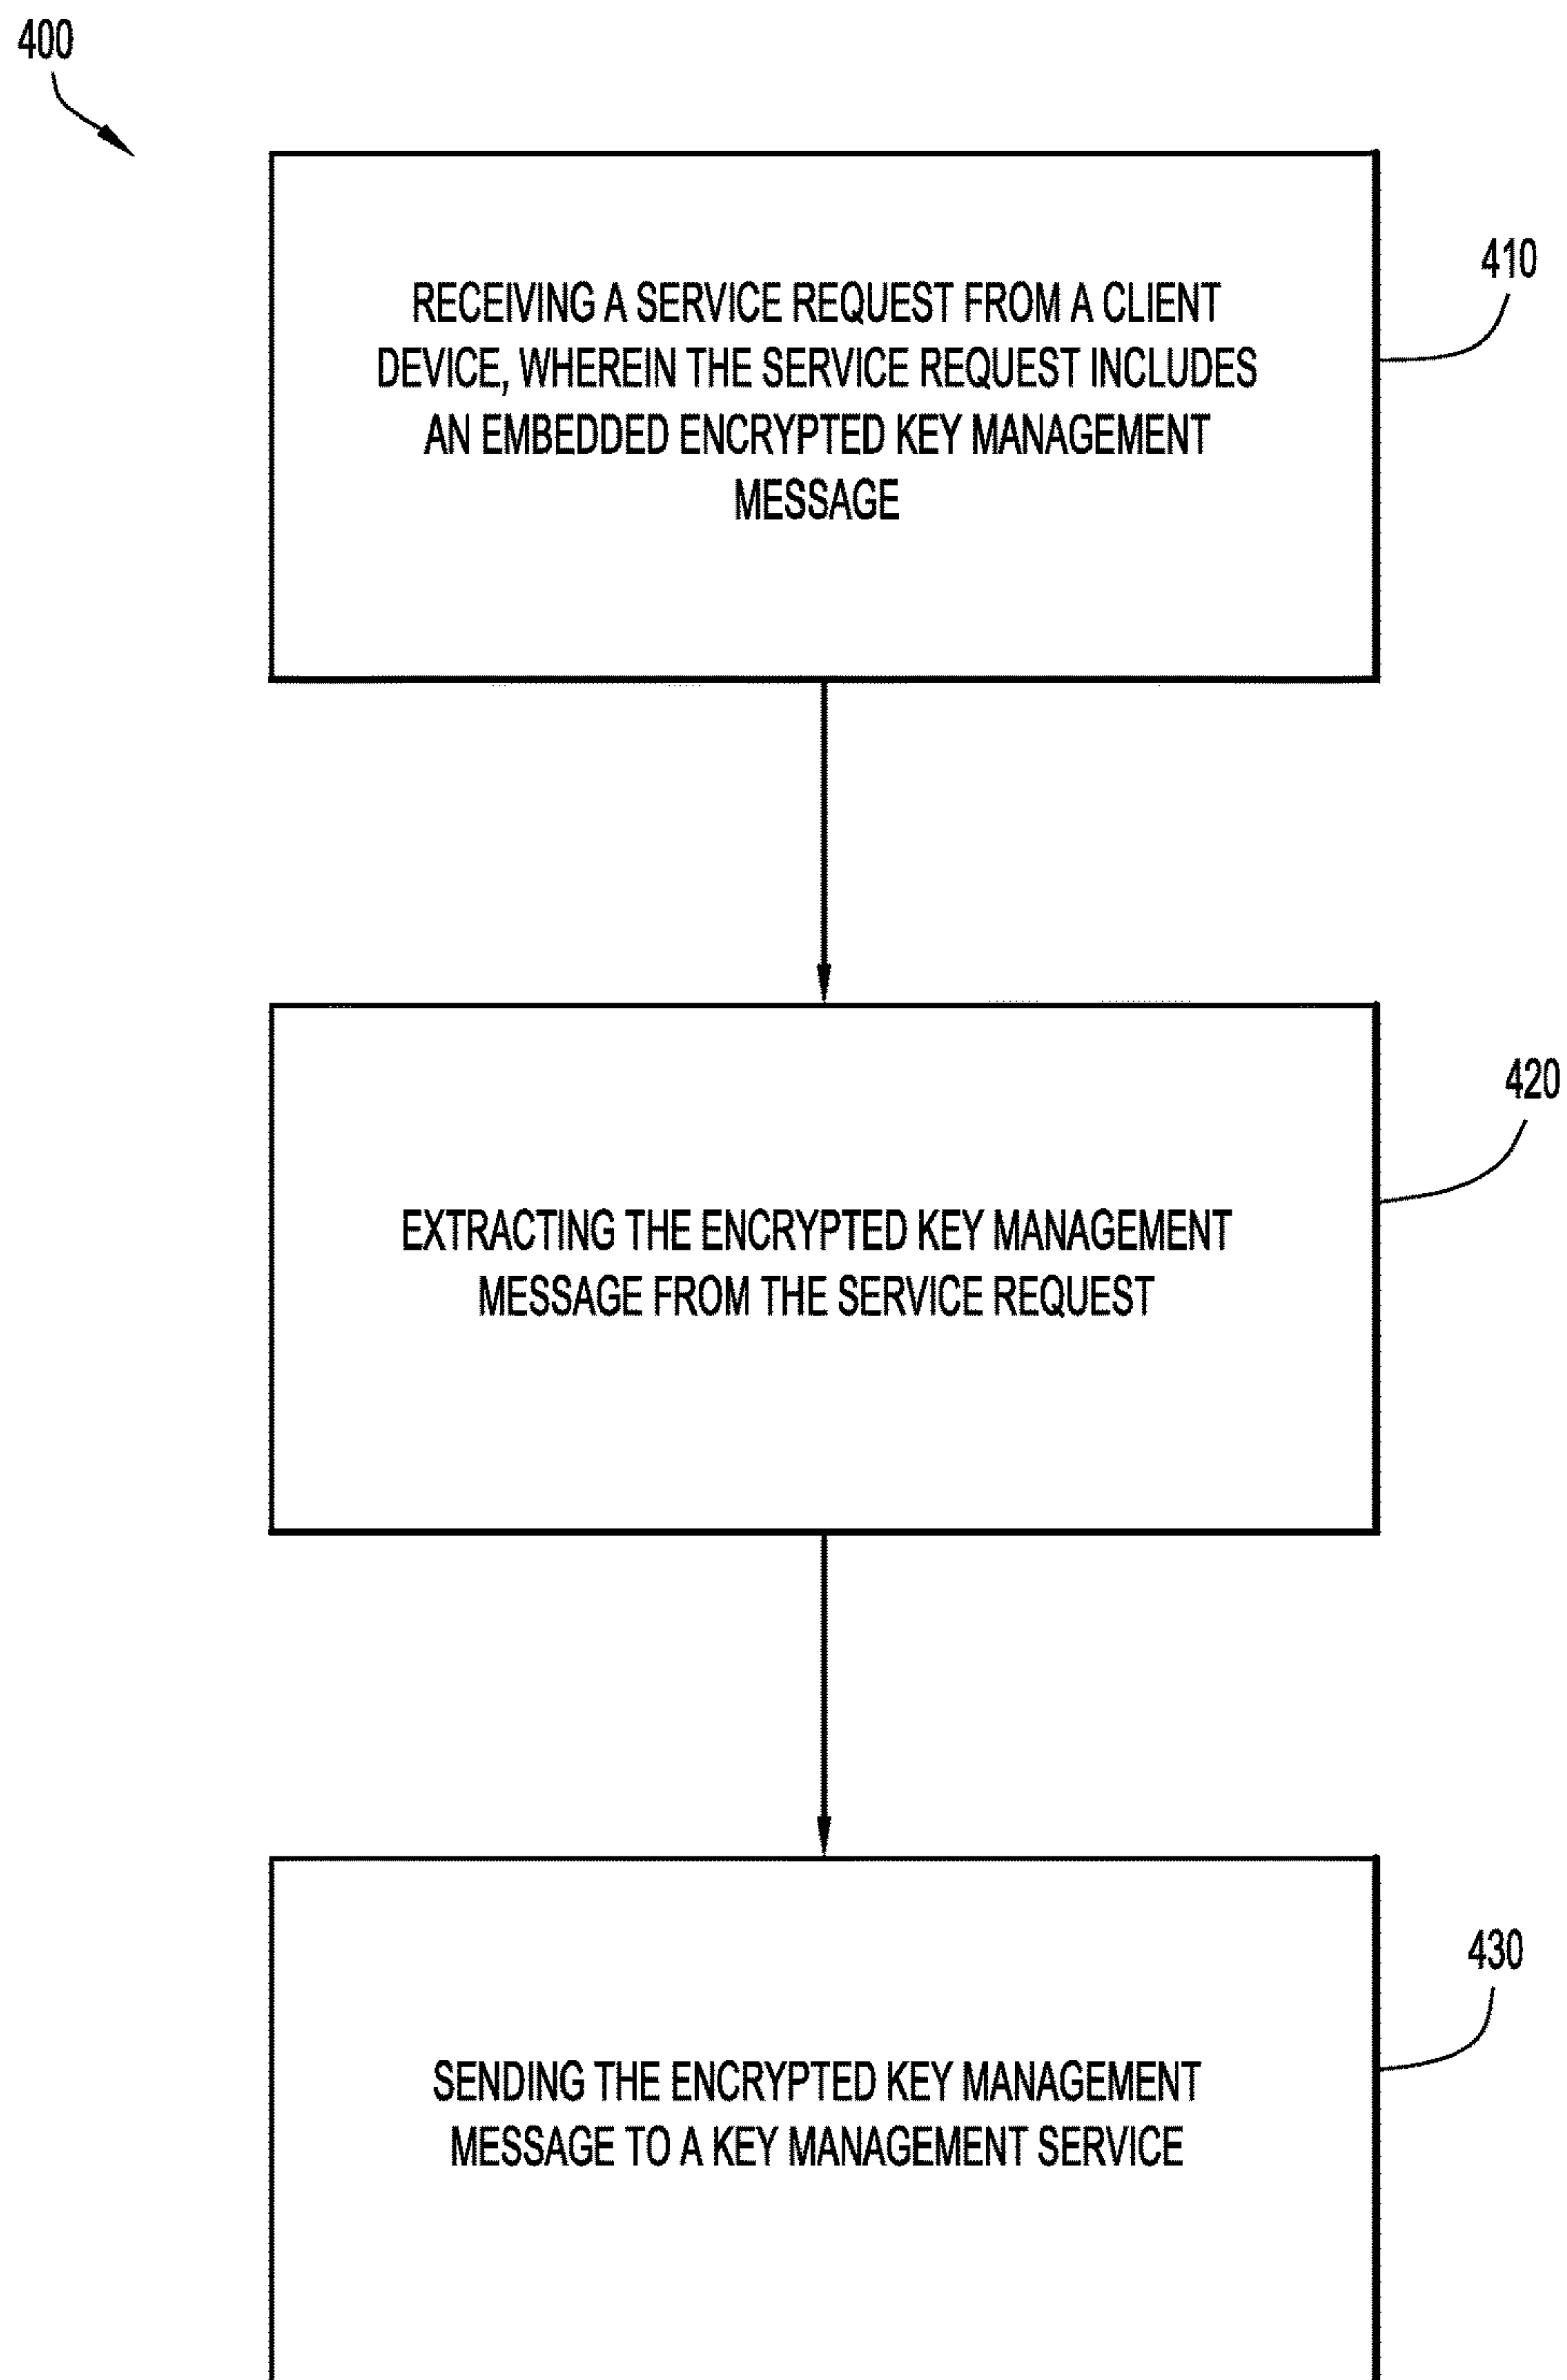 400
RECEIVING A SERVICE REQUEST FROM A CLIENT
DEVICE, WHEREIN THE SERVICE REQUEST INCLUDES
AN EMBEDDED ENCRYPTED KEY MANAGEMENT
MESSAGE
410
EXTRACTING THE ENCRYPTED KEY MANAGEMENT
MESSAGE FROM THE SERVICE REQUEST
420
SENDING THE ENCRYPTED KEY MANAGEMENT
MESSAGE TO A KEY MANAGEMENT SERVICE
430